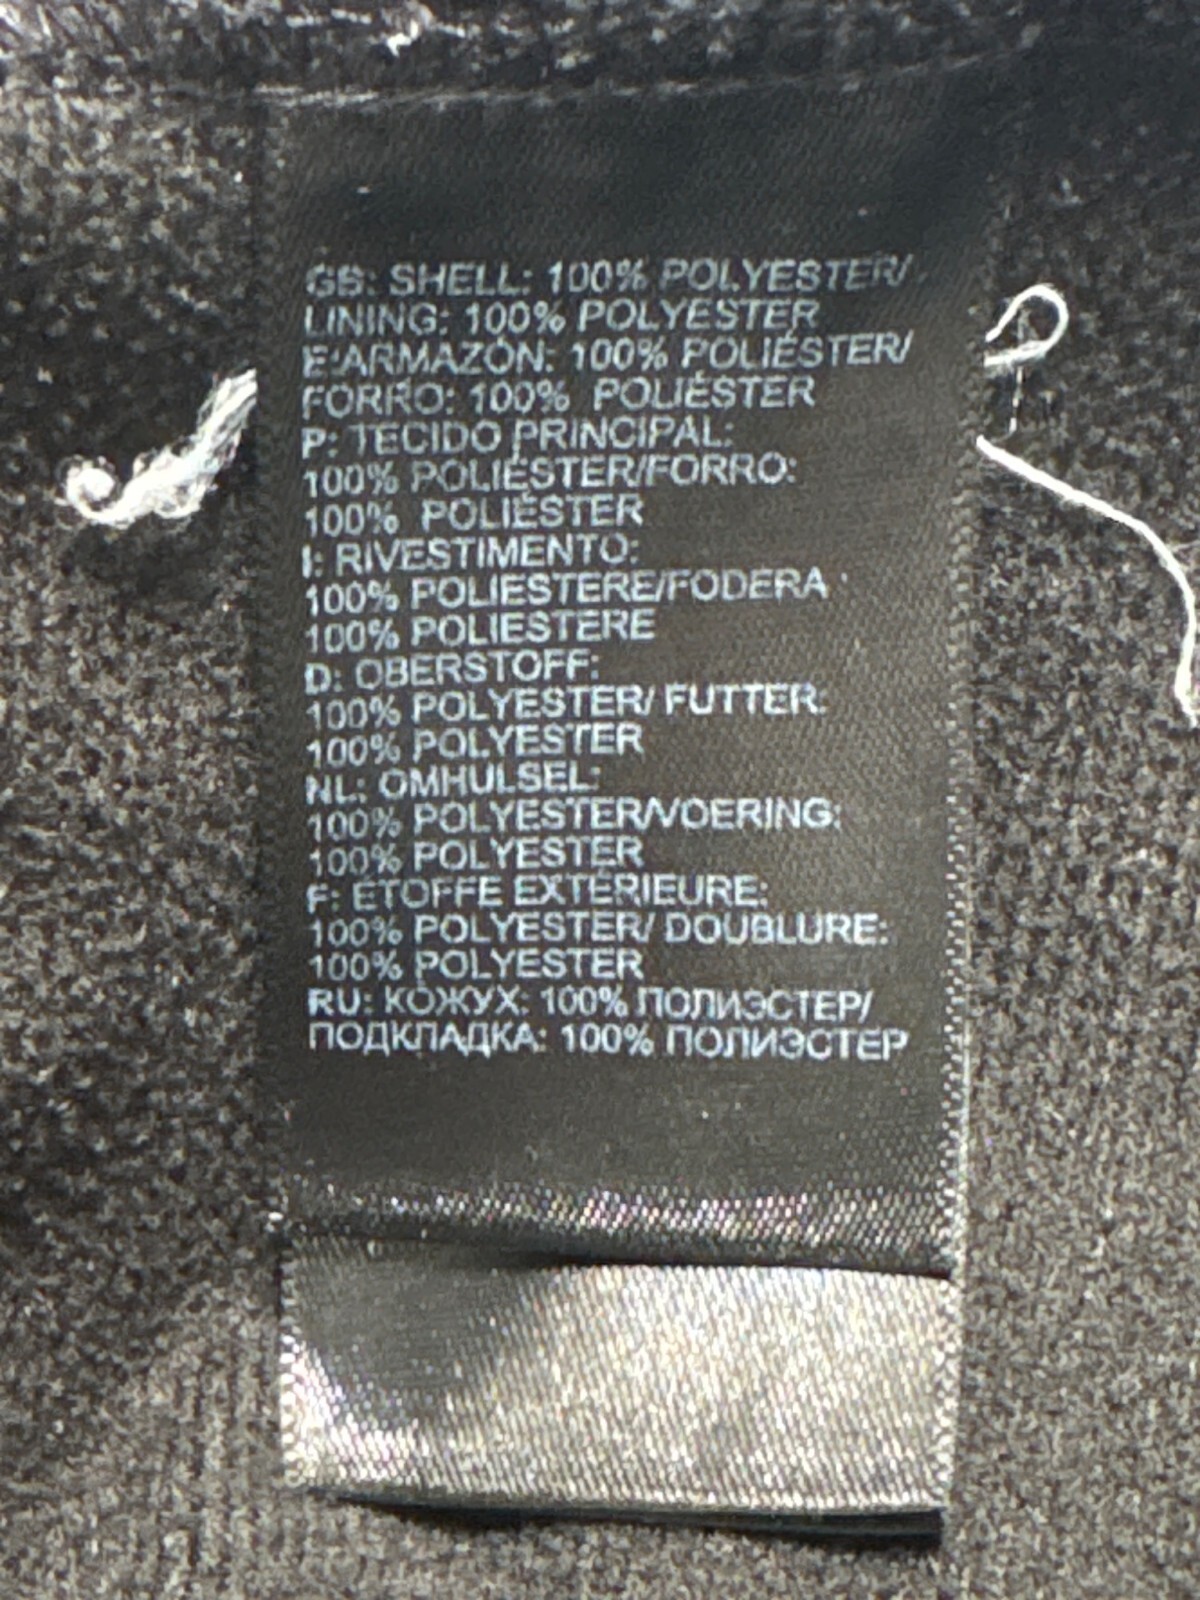 GB: SHELL: 100% POLYESTER/
LINING: 100% POLYESTER
E:ARMAZÓN: 100% POLIÉSTER/
FORRO: 100% POLIÉSTER
P: TECIDO PRINCIPAL:
100% POLIÉSTER/FORRO:
100% POLIÉSTER
I: RIVESTIMENTO:
100% POLIESTERE/FODERA
100% POLIESTERE
D: OBERSTOFF:
100% POLYESTER/ FUTTER:
100% POLYESTER
NL: OMHULSEL:
100% POLYESTER/VOERING:
100% POLYESTER
F: ÉTOFFE EXTÉRIEURE:
100% POLYESTER/ DOUBLURE:
100% POLYESTER
RU: КОЖУХ: 100% ПОЛИЭСТЕР/
ПОДКЛАДКА: 100% ПОЛИЭСТЕР